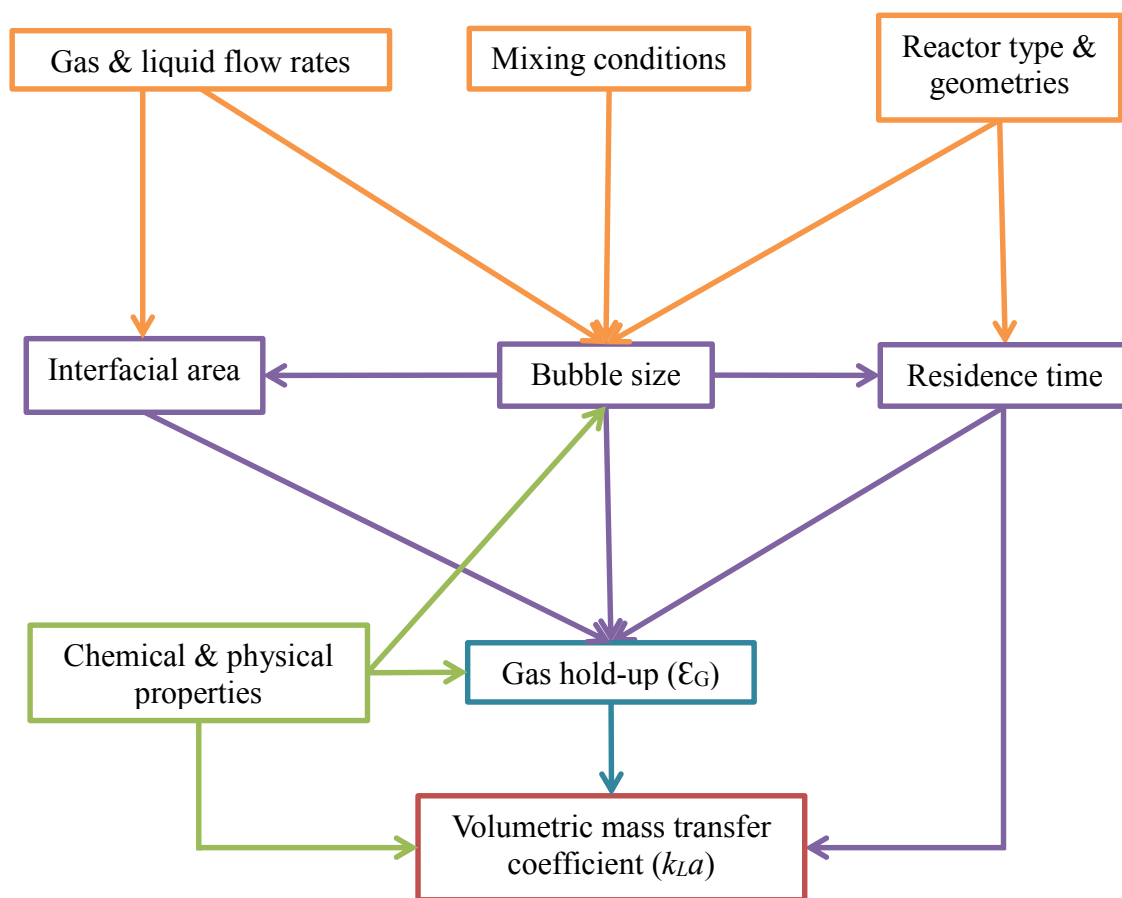 Gas & liquid flow rates
Mixing conditions
Reactor type &
geometries
Interfacial area
Bubble size
Residence time
Chemical & physical
properties
Gas hold-up (ƐG)
Volumetric mass transfer
coefficient (kLa)